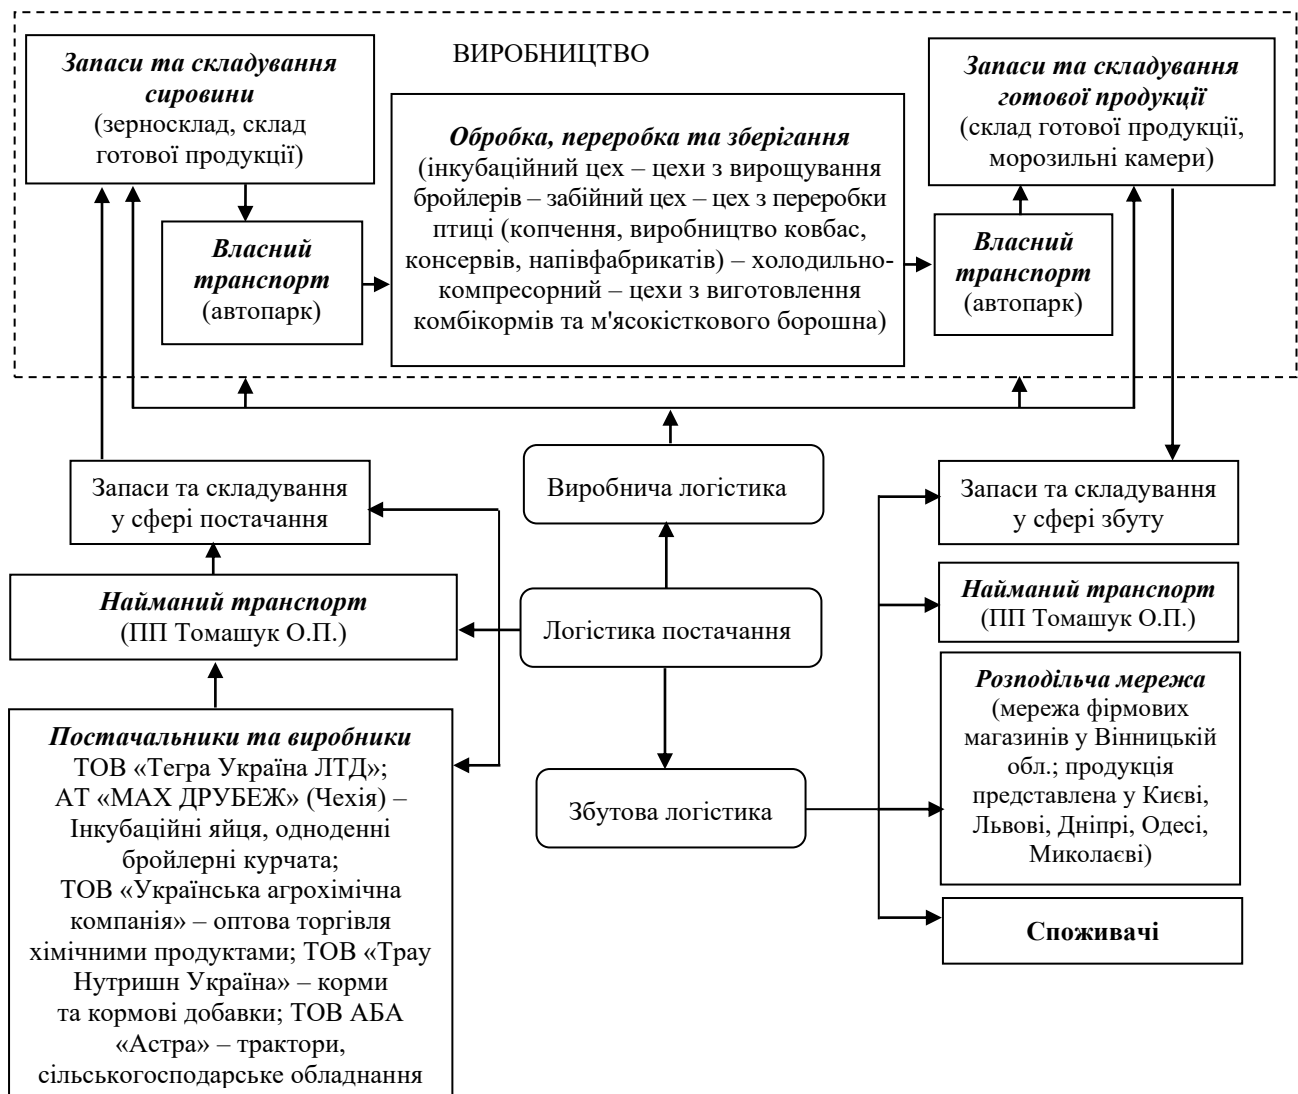 ВИРОБНИЦТВО
Запаси та складування
сировини
(зерносклад, склад
готової продукції)
Власний
транспорт
(автопарк)
Обробка, переробка та зберігання
(інкубаційний цех – цехи з вирощування
бройлерів – забійний цех – цех з переробки
птиці (копчення, виробництво ковбас,
консервів, напівфабрикатів) – холодильно-
компресорний – цехи з виготовлення
комбікормів та м'ясокісткового борошна)
Запаси та складування
готової продукції
(склад готової продукції,
морозильні камери)
Власний
транспорт
(автопарк)
Запаси та складування
у сфері постачання
Найманий транспорт
(ПП Томашук О.П.)
Постачальники та виробники
ТОВ «Тегра Україна ЛТД»;
АТ «МАХ ДРУБЕЖ» (Чехія) –
Інкубаційні яйця, одноденні
бройлерні курчата;
ТОВ «Українська агрохімічна
компанія» – оптова торгівля
хімічними продуктами; ТОВ «Трау
Нутришн Україна» – корми
та кормові добавки; ТОВ АБА
«Астра» – трактори,
сільськогосподарське обладнання
Виробнича логістика
Логістика постачання
Збутова логістика
Запаси та складування
у сфері збуту
Найманий транспорт
(ПП Томашук О.П.)
Розподільча мережа
(мережа фірмових
магазинів у Вінницькій
обл.; продукція
представлена у Києві,
Львові, Дніпрі, Одесі,
Миколаєві)
Споживачі